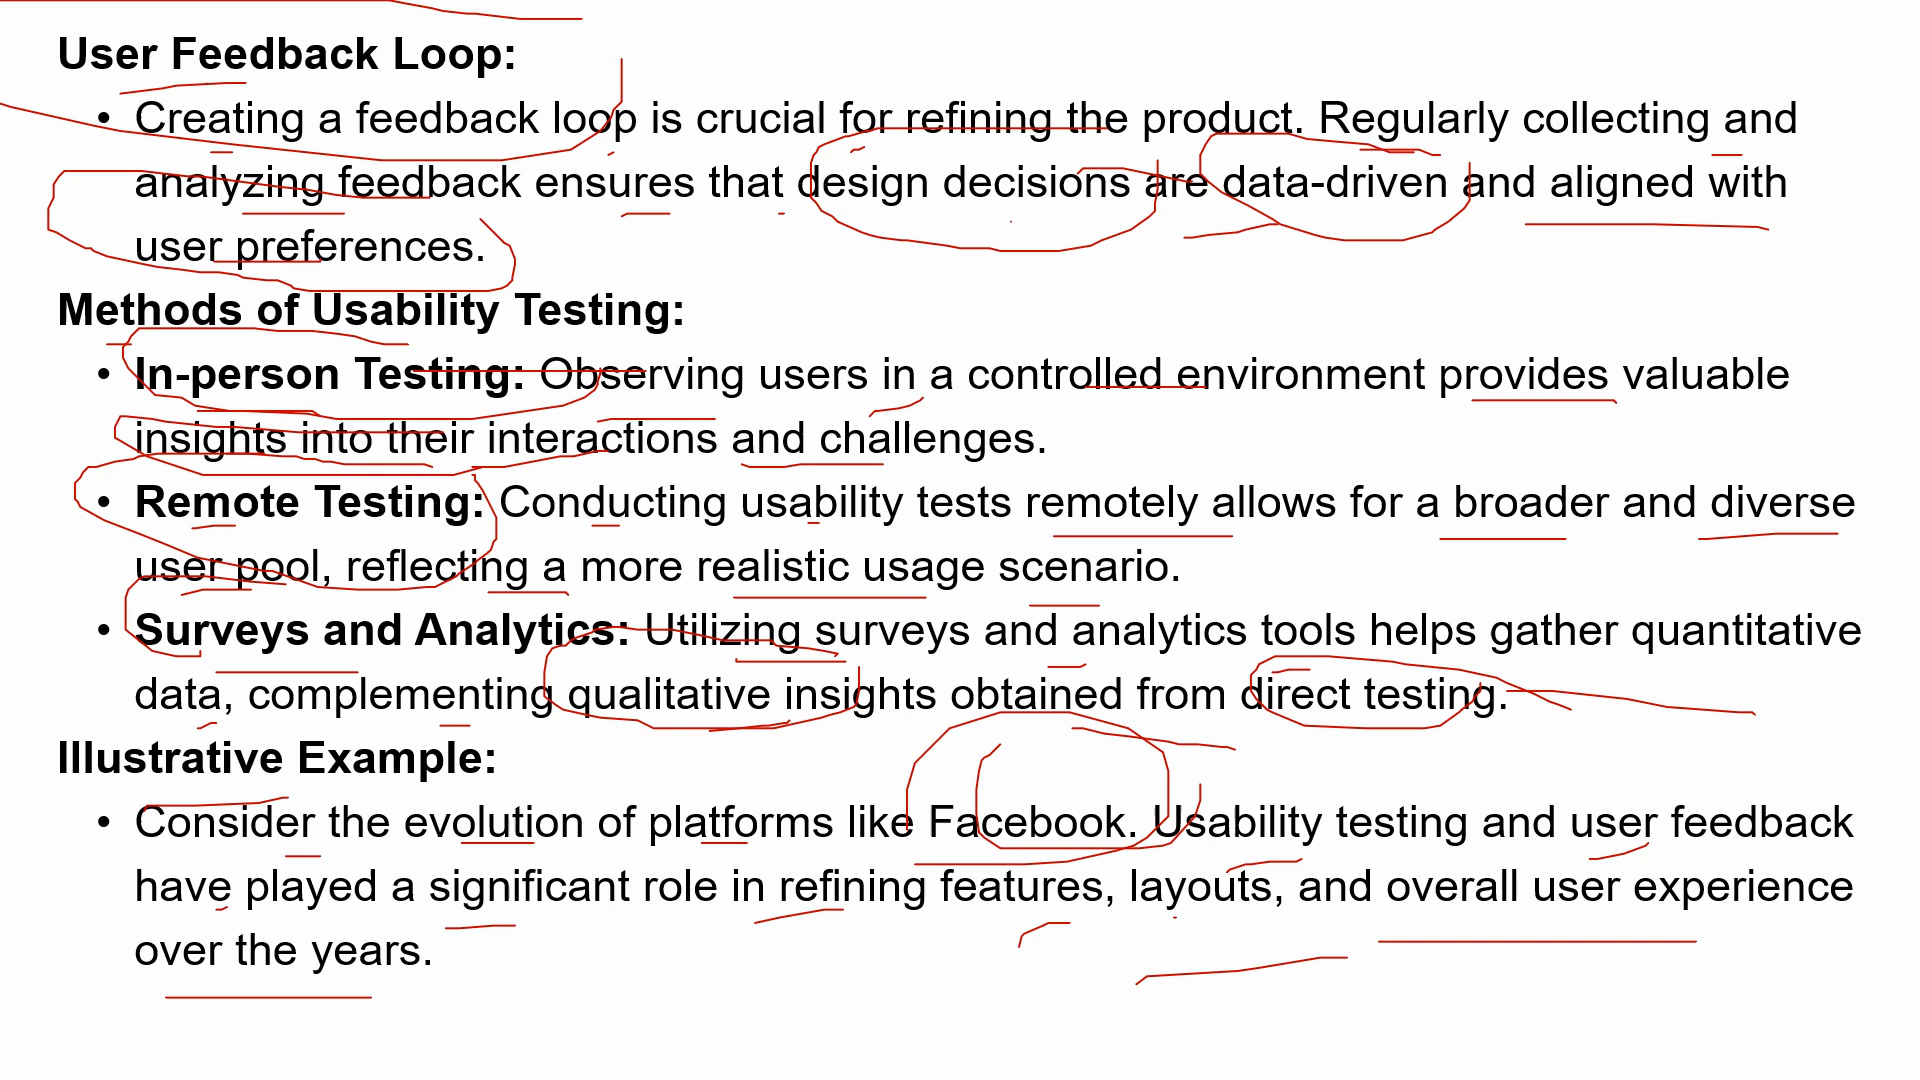 User Feedback Loop:
• Creating a feedback loop is crucial for refining the product. Regularly collecting and
analyzing feedback ensures that design decisions are data-driven and aligned with
user preferences.
Methods of Usability Testing:
• In-person Testing: Observing users in a controlled environment provides valuable
insights into their interactions and challenges.
• Remote Testing: Conducting usability tests remotely allows for a broader and diverse
user pool, reflecting a more realistic usage scenario.
• Surveys and Analytics: Utilizing surveys and analytics tools helps gather quantitative
data, complementing qualitative insights obtained from direct testing.
Illustrative Example:
• Consider the evolution of platforms like Facebook. Usability testing and user feedback
have played a significant role in refining features, layouts, and overall user experience
over the years.